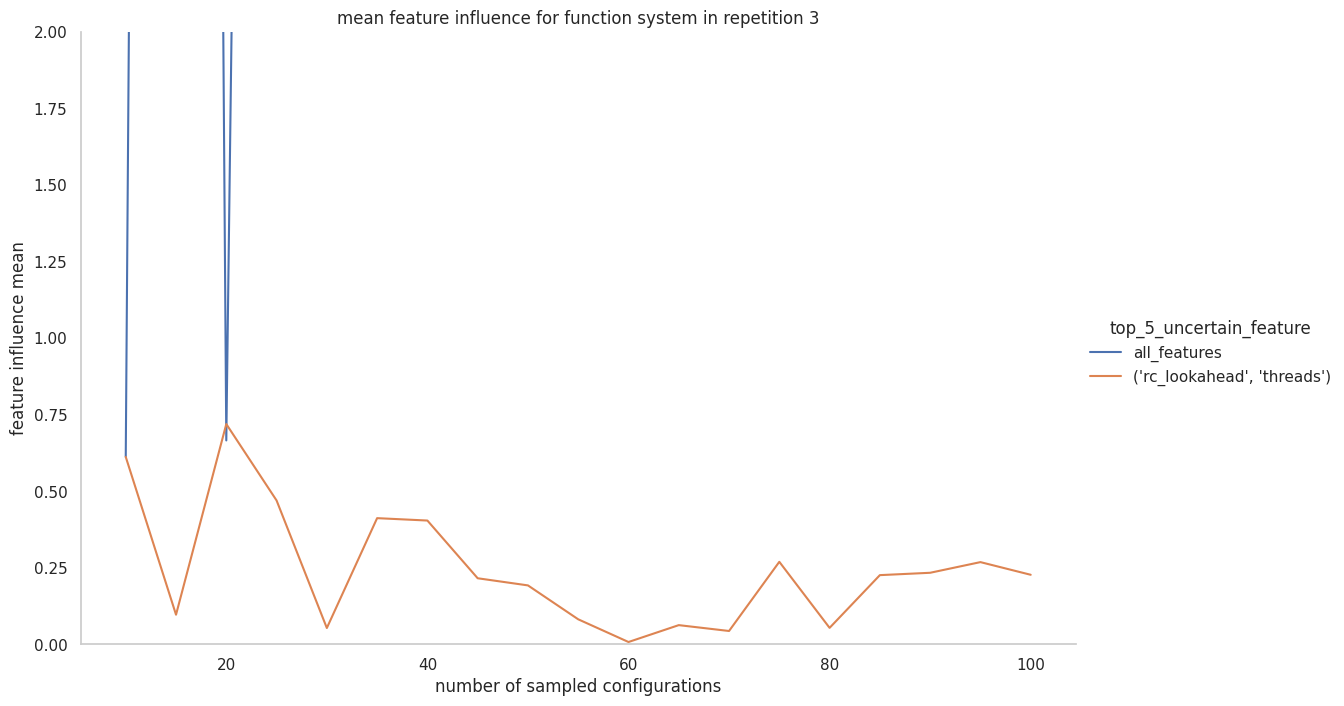 mean feature influence for function system in repetition 3
2.00
1.75
1.50
1.25
1.00
0.75
0.50
0.25
0.00
feature influence mean
20
40
60
80
100
number of sampled configurations
top_5_uncertain_feature
all_features
('rc_lookahead', 'threads')